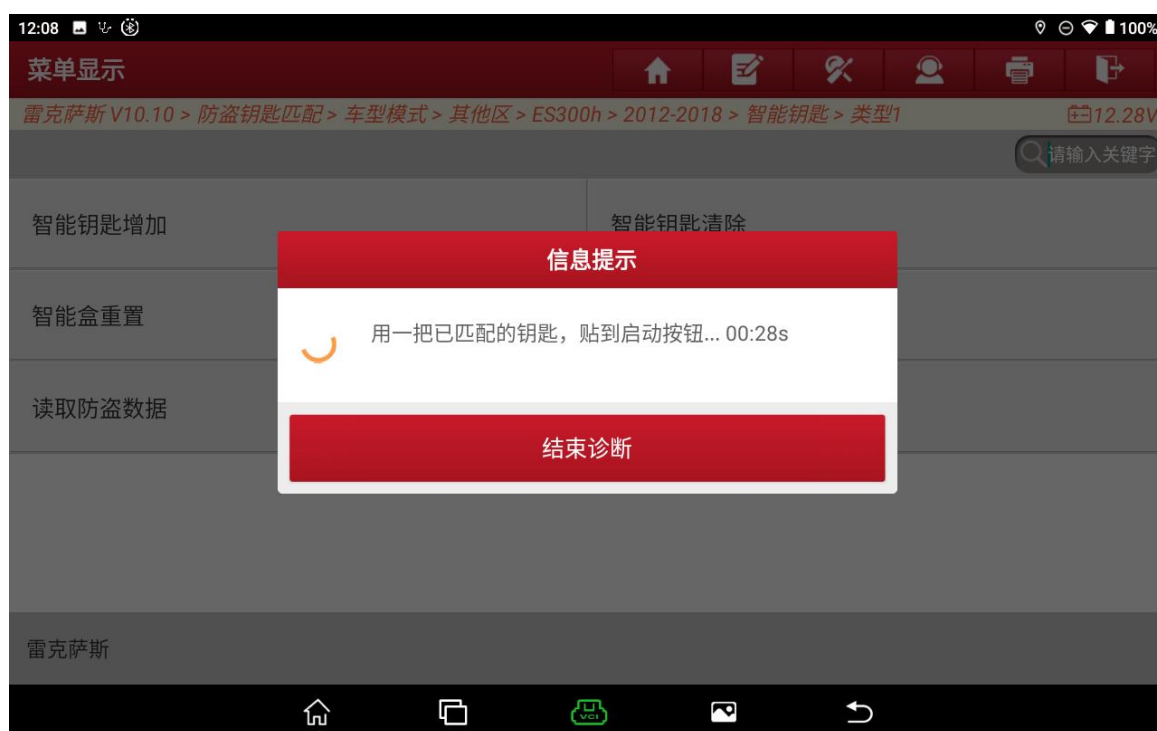 12:08
100%
菜单显示
雷克萨斯 V10.10 > 防盗钥匙匹配 > 车型模式 > 其他区 > ES300h > 2012-2018 > 智能钥匙 > 类型1
12.28V
请输入关键字
智能钥匙增加
智能钥匙清除
信息提示
智能盒重置
用一把已匹配的钥匙，贴到启动按钮... 00:28s
读取防盗数据
结束诊断
雷克萨斯
VCI